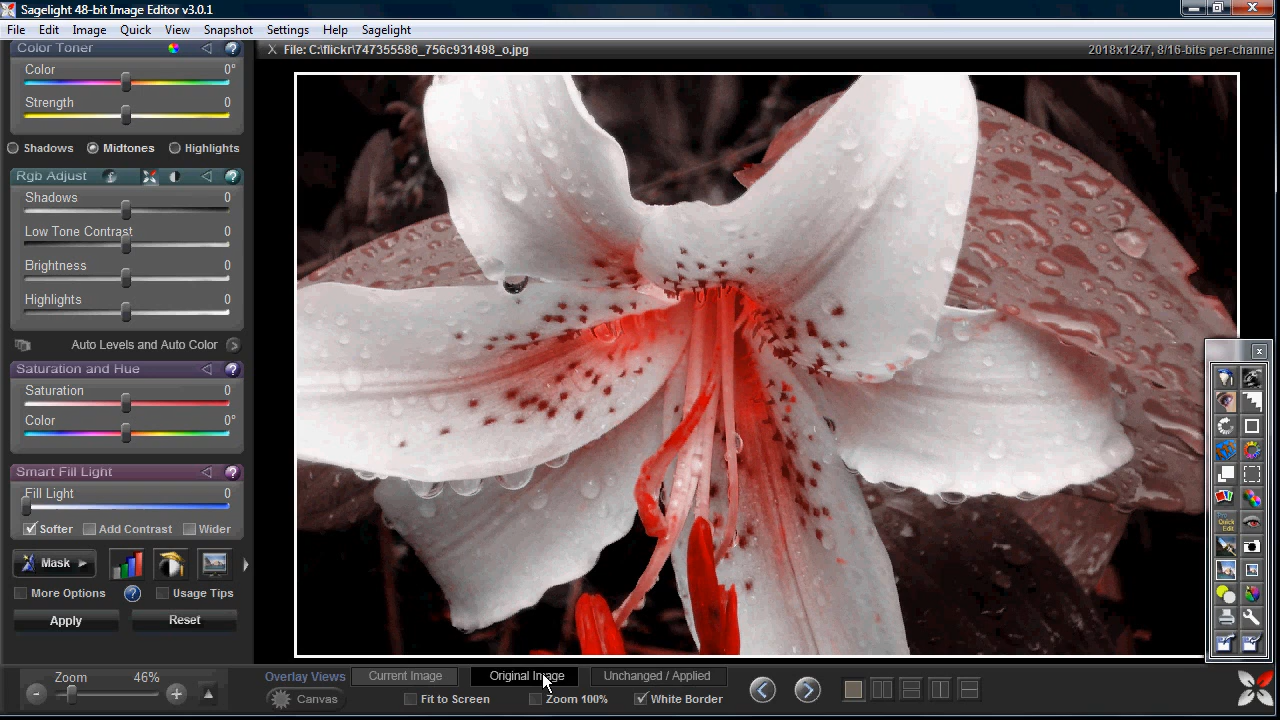 Sagelight 48-bit Image Editor v3.0.1
File Edit Image Quick View Snapshot Settings Help Sagelight
X File: C:\flickr\747355586_756c931498_o.jpg
2018x1247, 8/16-bits per-channe
Color Toner ?
Color 0°
Strength 0
Shadows Midtones Highlights
Rgb Adjust ?
Shadows 0
Low Tone Contrast 0
Brightness 0
Highlights 0
Auto Levels and Auto Color
Saturation and Hue ?
Saturation 0
Color 0°
Smart Fill Light ?
Fill Light 0
Softer Add Contrast Wider
Mask
More Options ? Usage Tips
Apply Reset
Quick
Edit
Zoom 46%
Overlay Views Current Image Original Image Unchanged / Applied
Canvas Fit to Screen Zoom 100% White Border